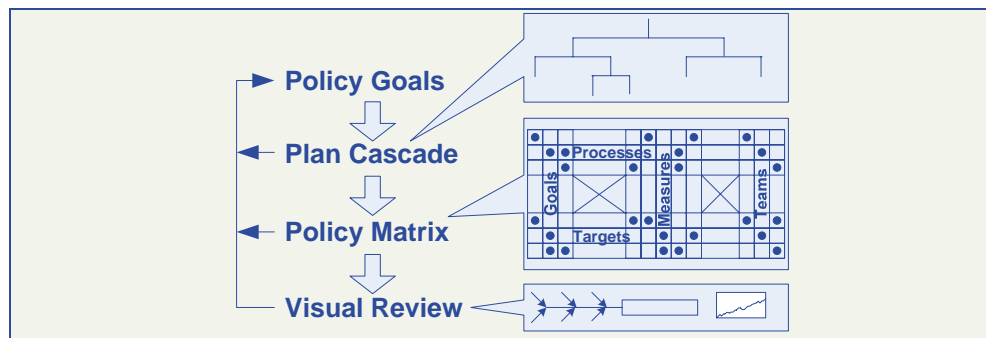 Policy Goals
Plan Cascade
Policy Matrix
Visual Review
Processes
Goals
Measures
Teams
Targets